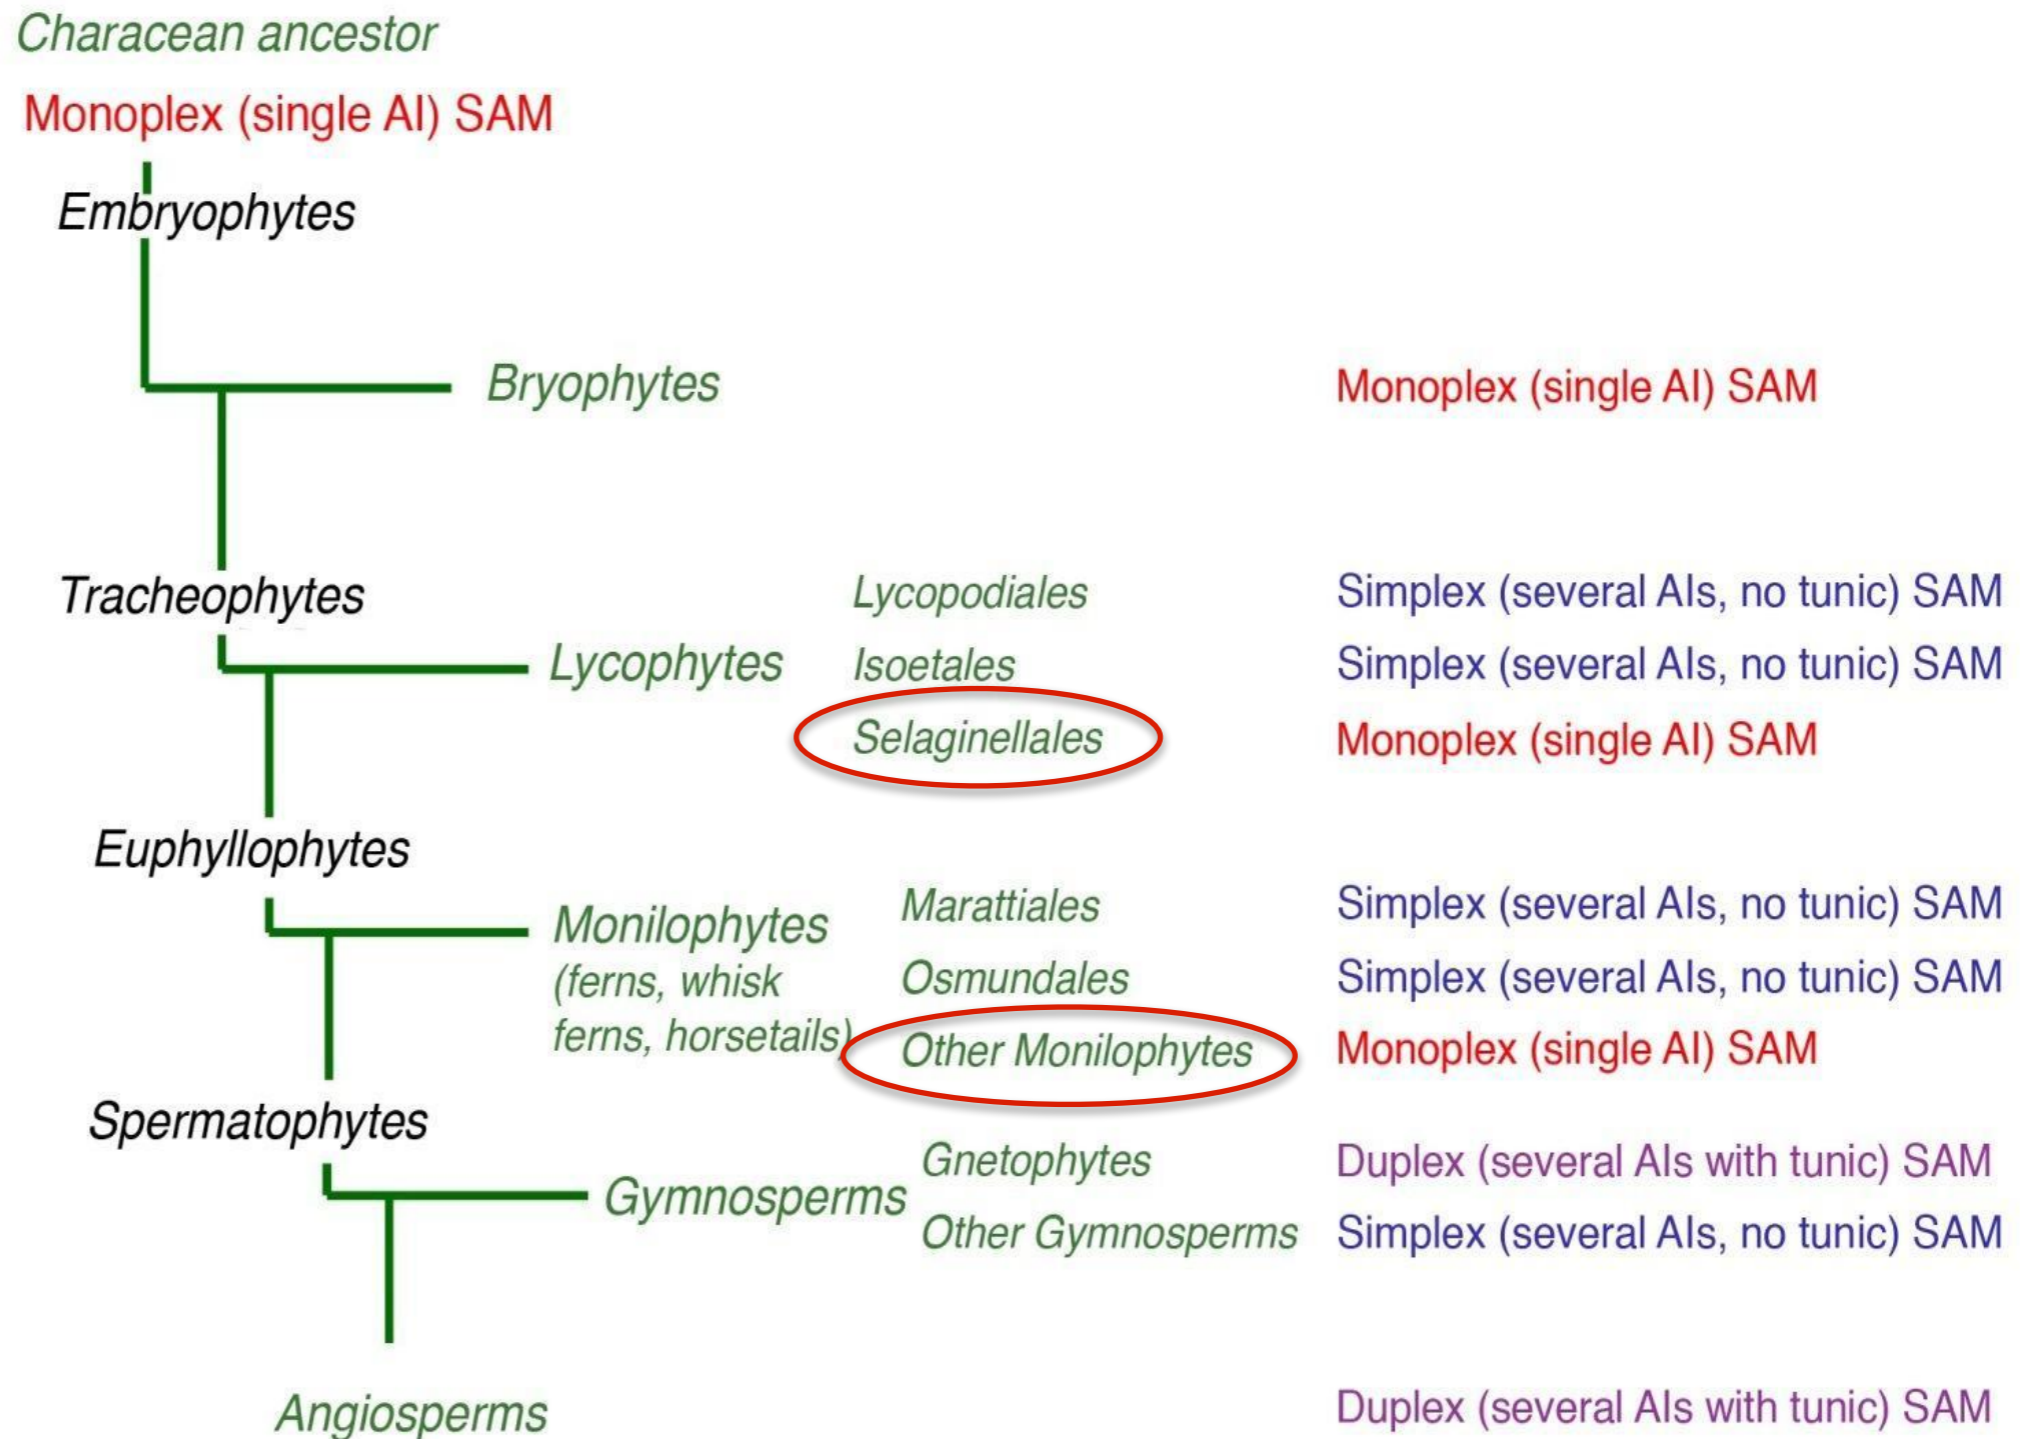 Characean ancestor
Monoplex (single AI) SAM
Embryophytes
Bryophytes Monoplex (single AI) SAM
Tracheophytes Lycopodiales Simplex (several AIs, no tunic) SAM
Lycophytes Isoetales Simplex (several AIs, no tunic) SAM
Selaginellales Monoplex (single AI) SAM
Euphyllophytes
Marattiales Simplex (several AIs, no tunic) SAM
Monilophytes
(ferns, whisk Osmundales Simplex (several AIs, no tunic) SAM
ferns, horsetails) Other Monilophytes Monoplex (single AI) SAM
Spermatophytes
Gnetophytes Duplex (several AIs with tunic) SAM
Gymnosperms
Other Gymnosperms Simplex (several AIs, no tunic) SAM
Angiosperms Duplex (several AIs with tunic) SAM